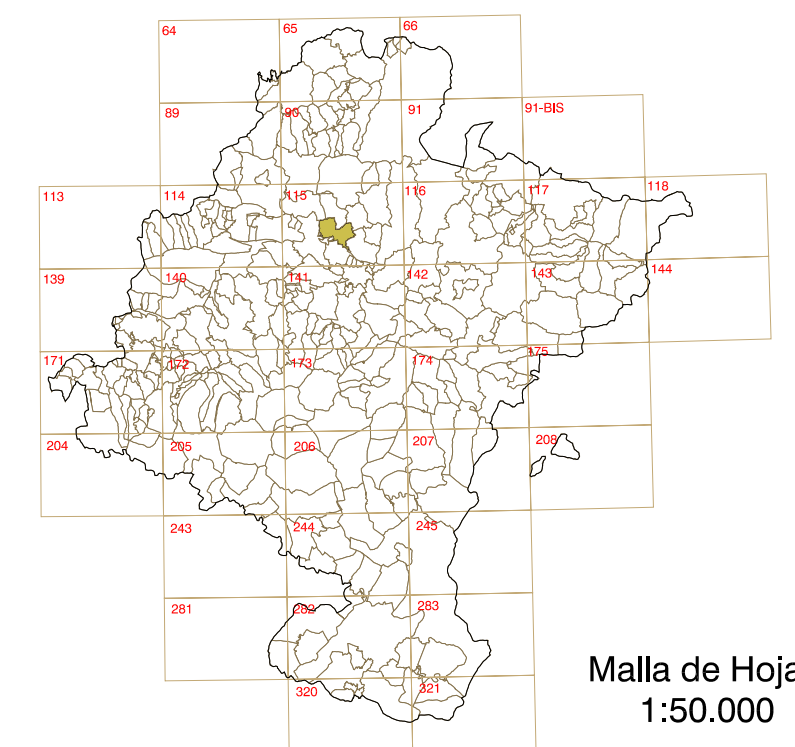 64 65 66
89 90 91 91-BIS
113 114 115 116 117 118
139 140 141 142 143 144
171 172 173 174 175
204 205 206 207 208
243 244 245
281 282 283
320 321
Malla de Hoja
1:50.000